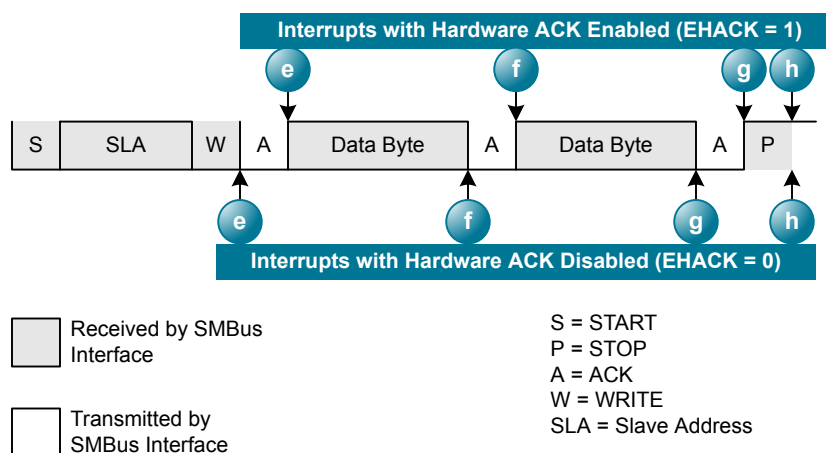 Interrupts with Hardware ACK Enabled (EHACK = 1)
e f g h
S SLA W A Data Byte A Data Byte A P
e f g h
Interrupts with Hardware ACK Disabled (EHACK = 0)
Received by SMBus
Interface
Transmitted by
SMBus Interface
S = START
P = STOP
A = ACK
W = WRITE
SLA = Slave Address